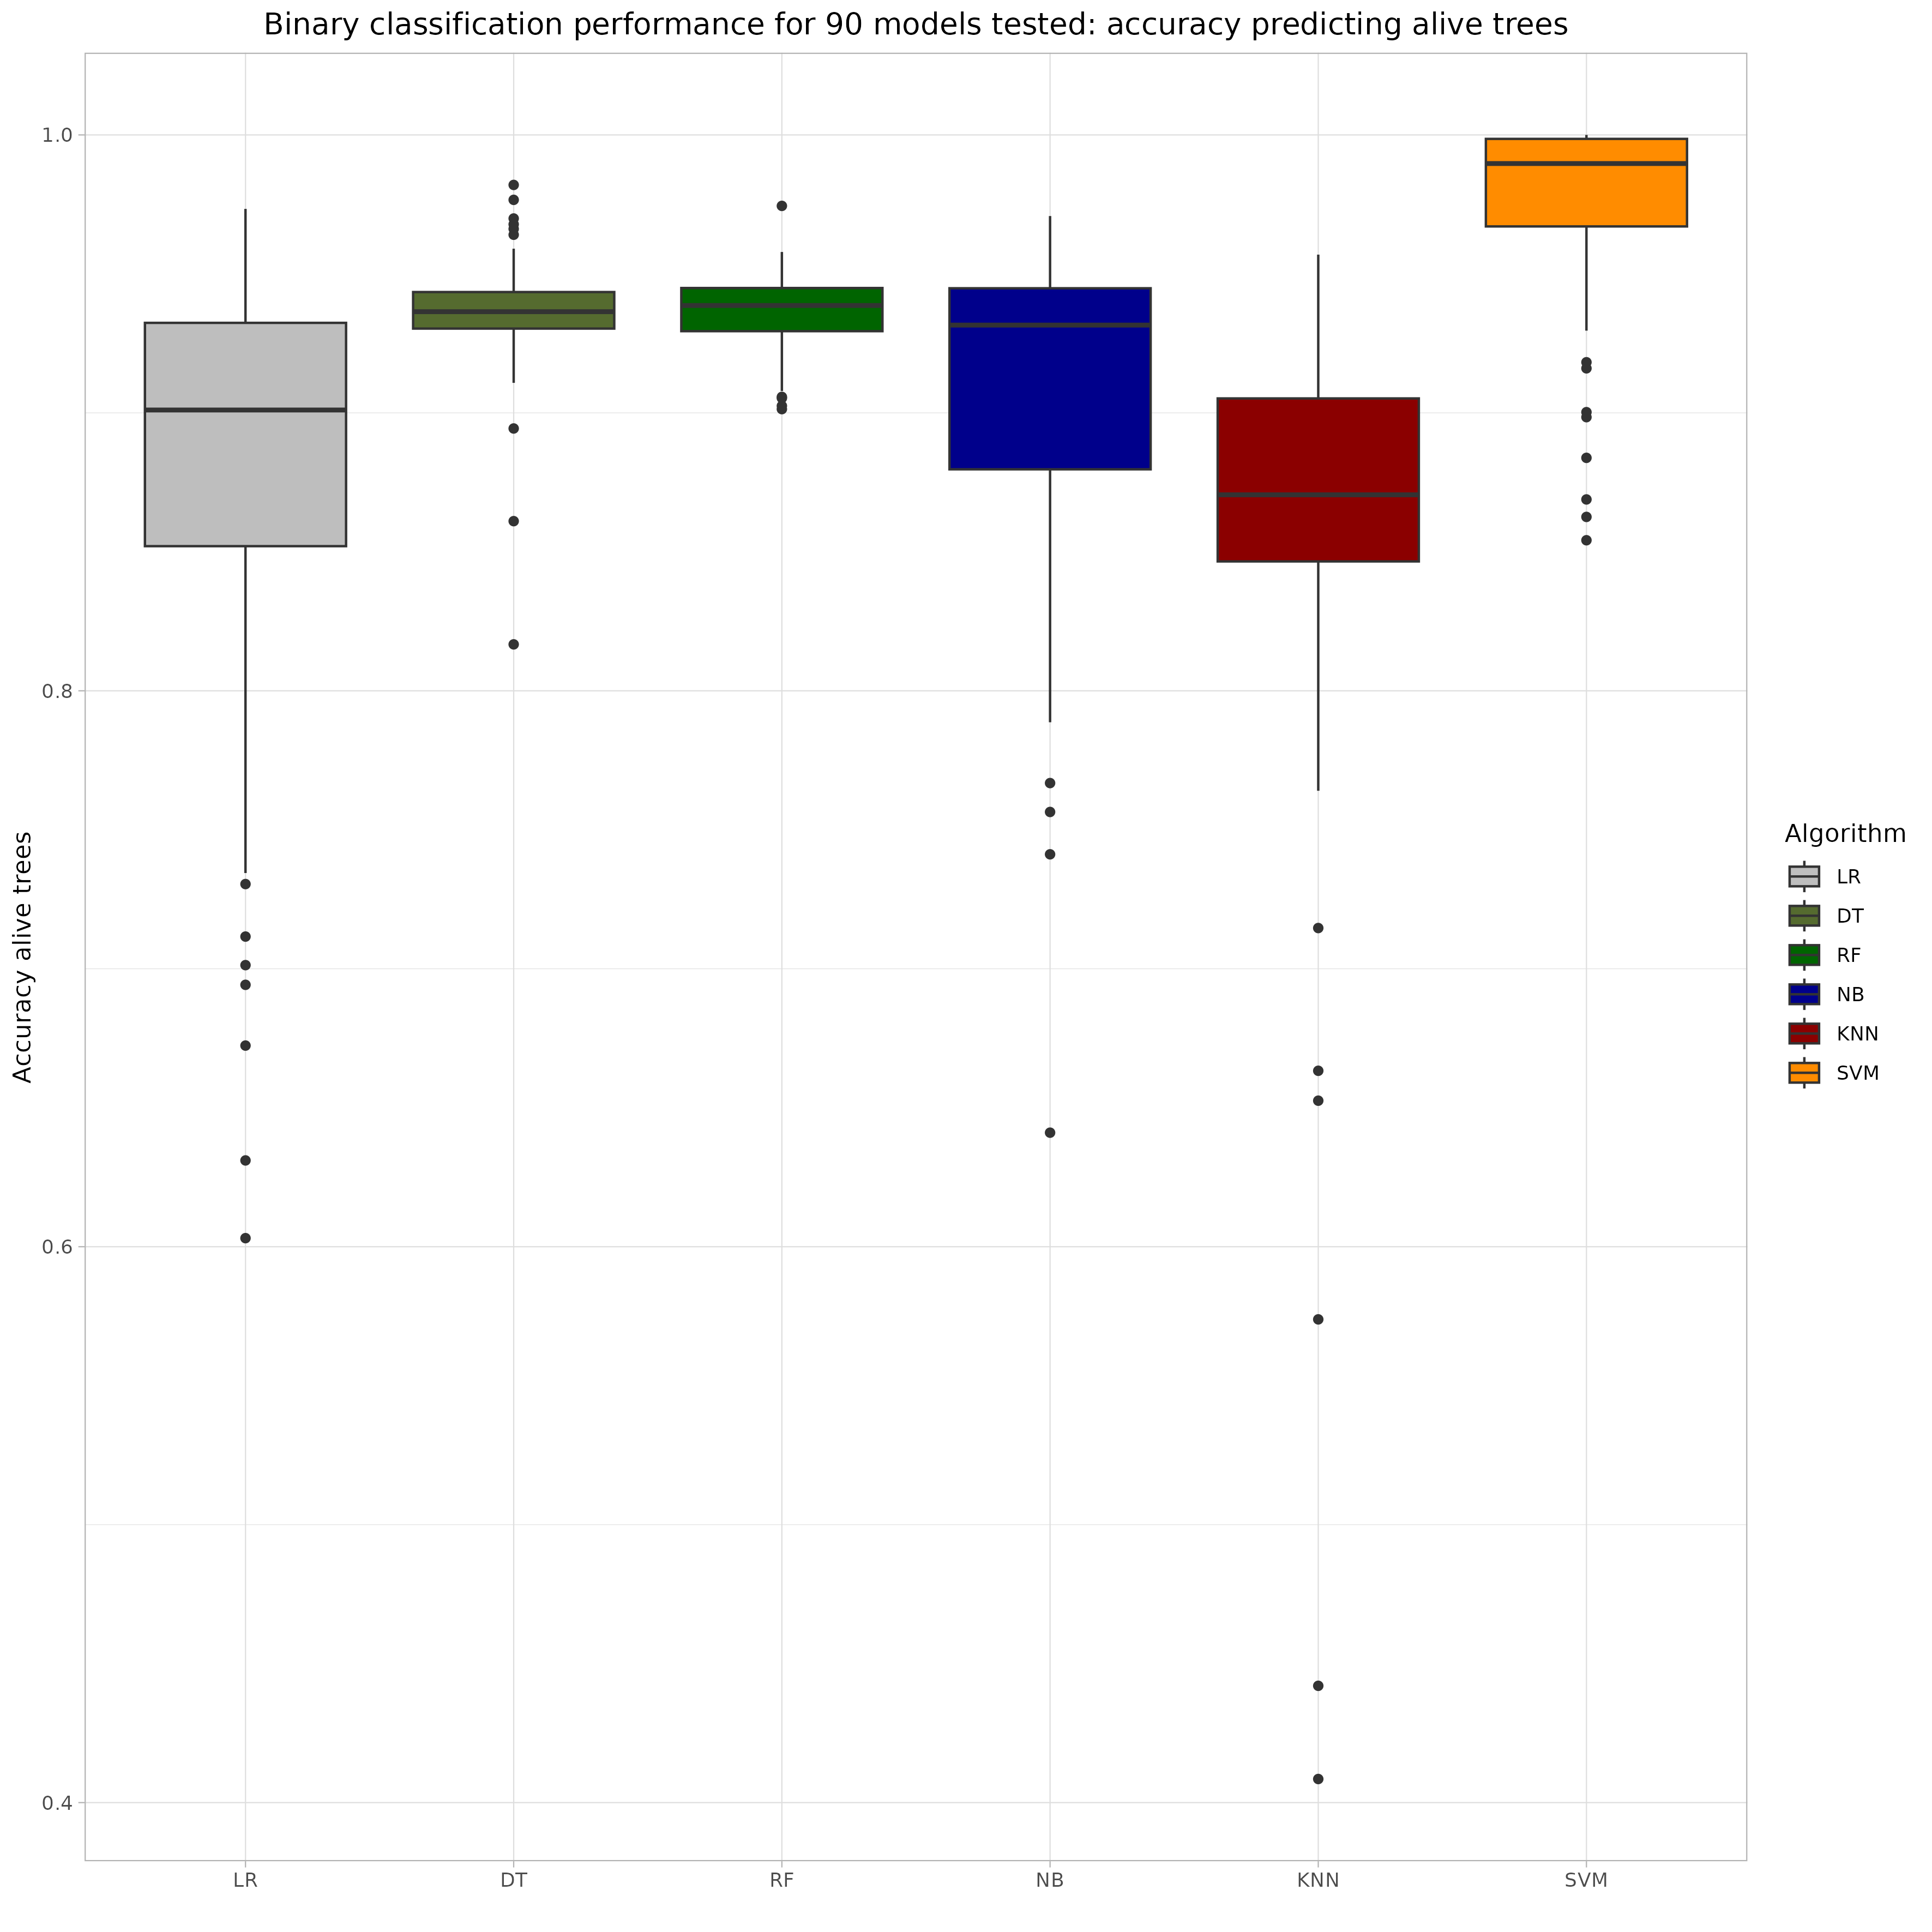 Binary classification performance for 90 models tested: accuracy predicting alive trees
Accuracy alive trees
1.0
0.8
0.6
0.4
LR DT RF NB KNN SVM
Algorithm
LR
DT
RF
NB
KNN
SVM